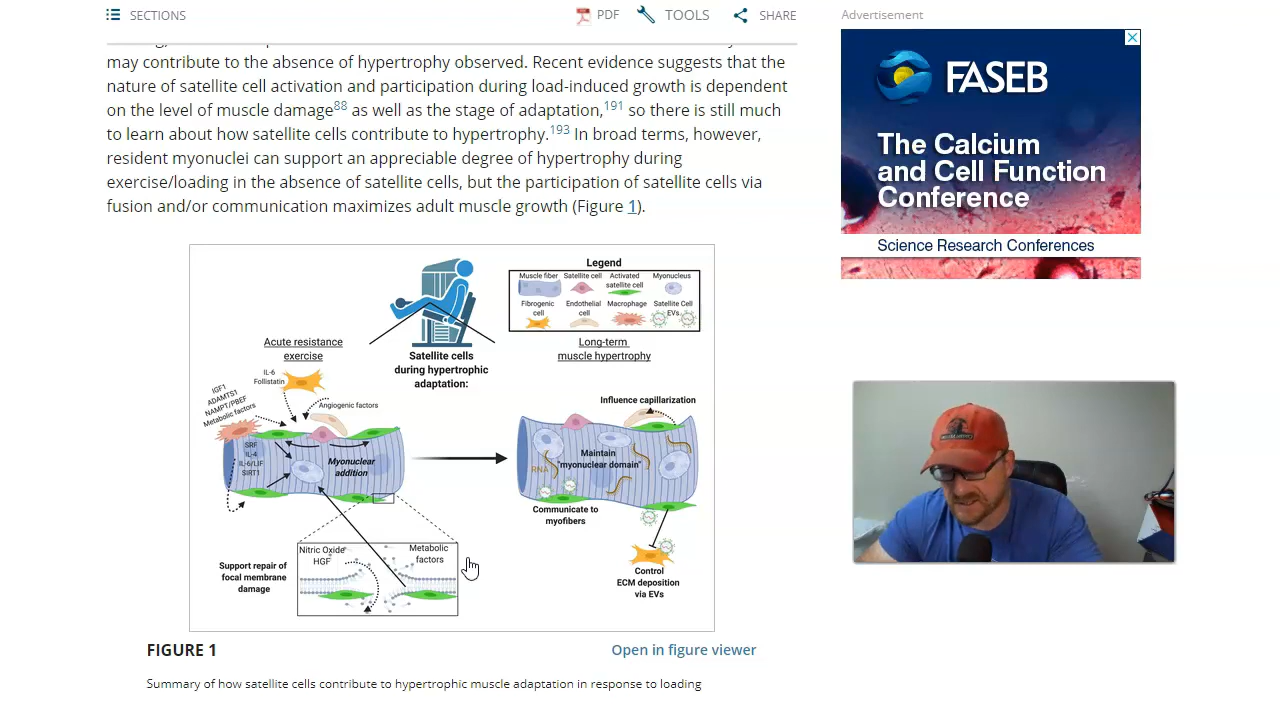 SECTIONS
PDF
TOOLS
SHARE
may contribute to the absence of hypertrophy observed. Recent evidence suggests that the
nature of satellite cell activation and participation during load-induced growth is dependent
on the level of muscle damage88 as well as the stage of adaptation,191 so there is still much
to learn about how satellite cells contribute to hypertrophy.193 In broad terms, however,
resident myonuclei can support an appreciable degree of hypertrophy during
exercise/loading in the absence of satellite cells, but the participation of satellite cells via
fusion and/or communication maximizes adult muscle growth (Figure 1).
Legend
Muscle fiber
Satellite cell
Activated
satellite cell
Myonucleus
Fibrogenic
cell
Endothelial
cell
Macrophage
Satellite Cell
EVs
Acute resistance
exercise
Satellite cells
during hypertrophic
adaptation:
Long-term
muscle hypertrophy
IL-6
Follistatin
IGF1
ADAMTS1
NAMPT/PBEF
Metabolic factors
Angiogenic factors
SRF
IL-4
IL-6/LIF
SIRT1
Myonuclear
addition
Support repair of
focal membrane
damage
Nitric Oxide
HGF
Metabolic
factors
Influence capillarization
Maintain
"myonuclear domain"
RNA
Communicate to
myofibers
Control
ECM deposition
via EVs
FIGURE 1
Open in figure viewer
Summary of how satellite cells contribute to hypertrophic muscle adaptation in response to loading
Advertisement
FASEB
The Calcium
and Cell Function
Conference
Science Research Conferences